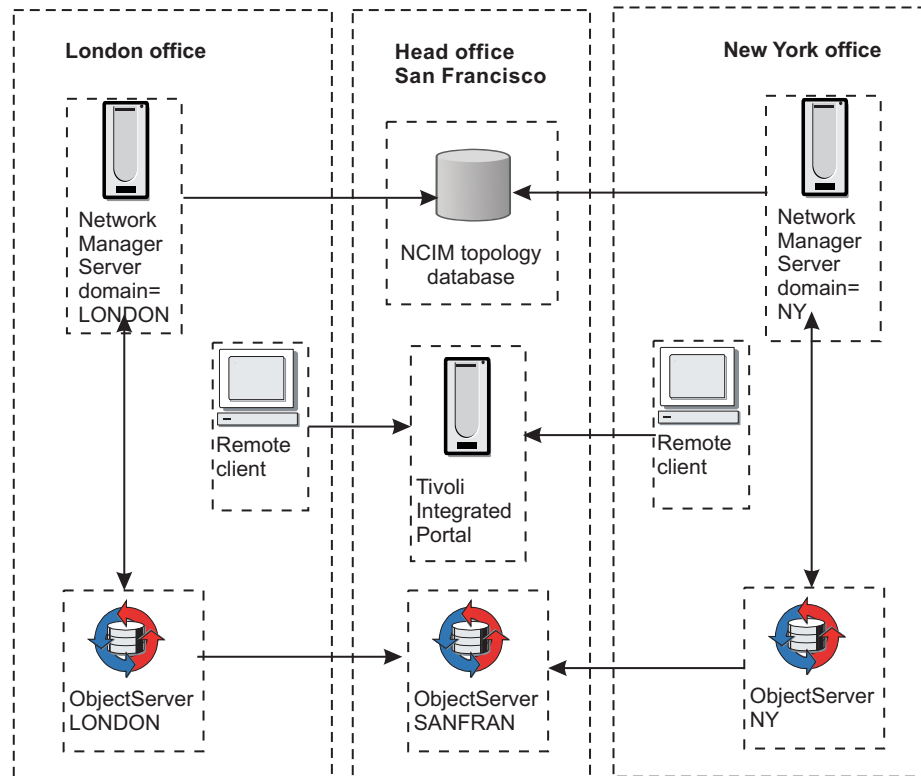 London office
Head office
San Francisco
New York office
Network
Manager
Server
domain=
LONDON
NCIM topology
database
Network
Manager
Server
domain=
NY
Remote
client
Tivoli
Integrated
Portal
Remote
client
ObjectServer
LONDON
ObjectServer
SANFRAN
ObjectServer
NY